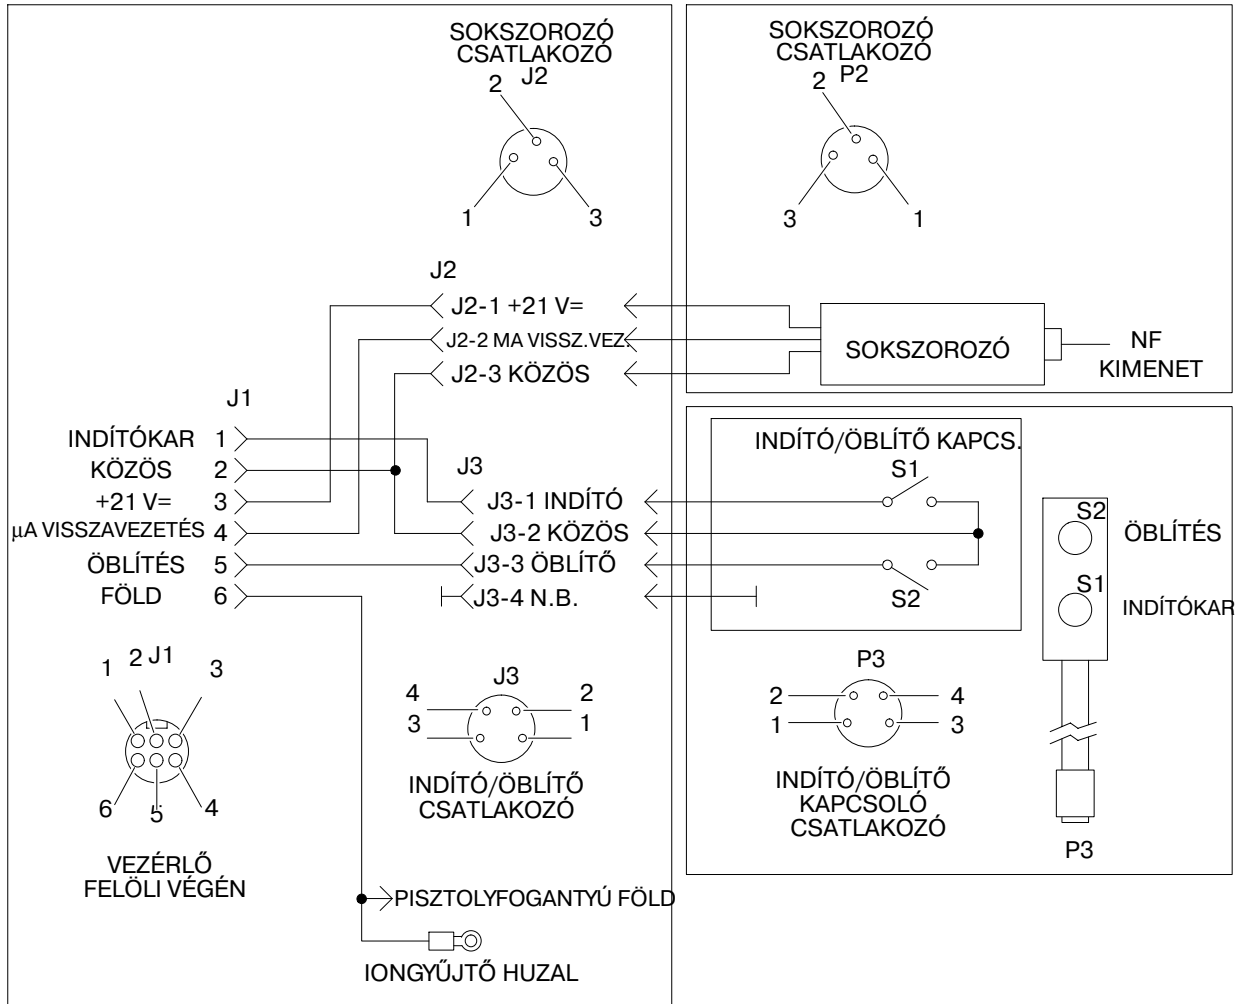 SOKSZOROZÓ
CSATLAKOZÓ
J2
2
1
3
SOKSZOROZÓ
CSATLAKOZÓ
P2
2
3
1
J2
J2-1 +21 V=
J2-2 MA VISSZ.VEZ.
J2-3 KÖZÖS
SOKSZOROZÓ
NF
KIMENET
J1
INDÍTÓKAR 1
KÖZÖS 2
+21 V= 3
µA VISSZAVEZETÉS 4
ÖBLÍTÉS 5
FÖLD 6
J3
J3-1 INDÍTÓ
J3-2 KÖZÖS
J3-3 ÖBLÍTŐ
J3-4 N.B.
INDÍTÓ/ÖBLÍTŐ KAPCS.
S1
S2
S2
ÖBLÍTÉS
S1
INDÍTÓKAR
P3
1 2 J1 3
6 5 4
VEZÉRLŐ
FELÖLI VÉGÉN
J3
4 2
3 1
INDÍTÓ/ÖBLÍTŐ
CSATLAKOZÓ
P3
2 4
1 3
INDÍTÓ/ÖBLÍTŐ
KAPCSOLÓ
CSATLAKOZÓ
PISZTOLYFOGANTYÚ FÖLD
IONGYŰJTŐ HUZAL